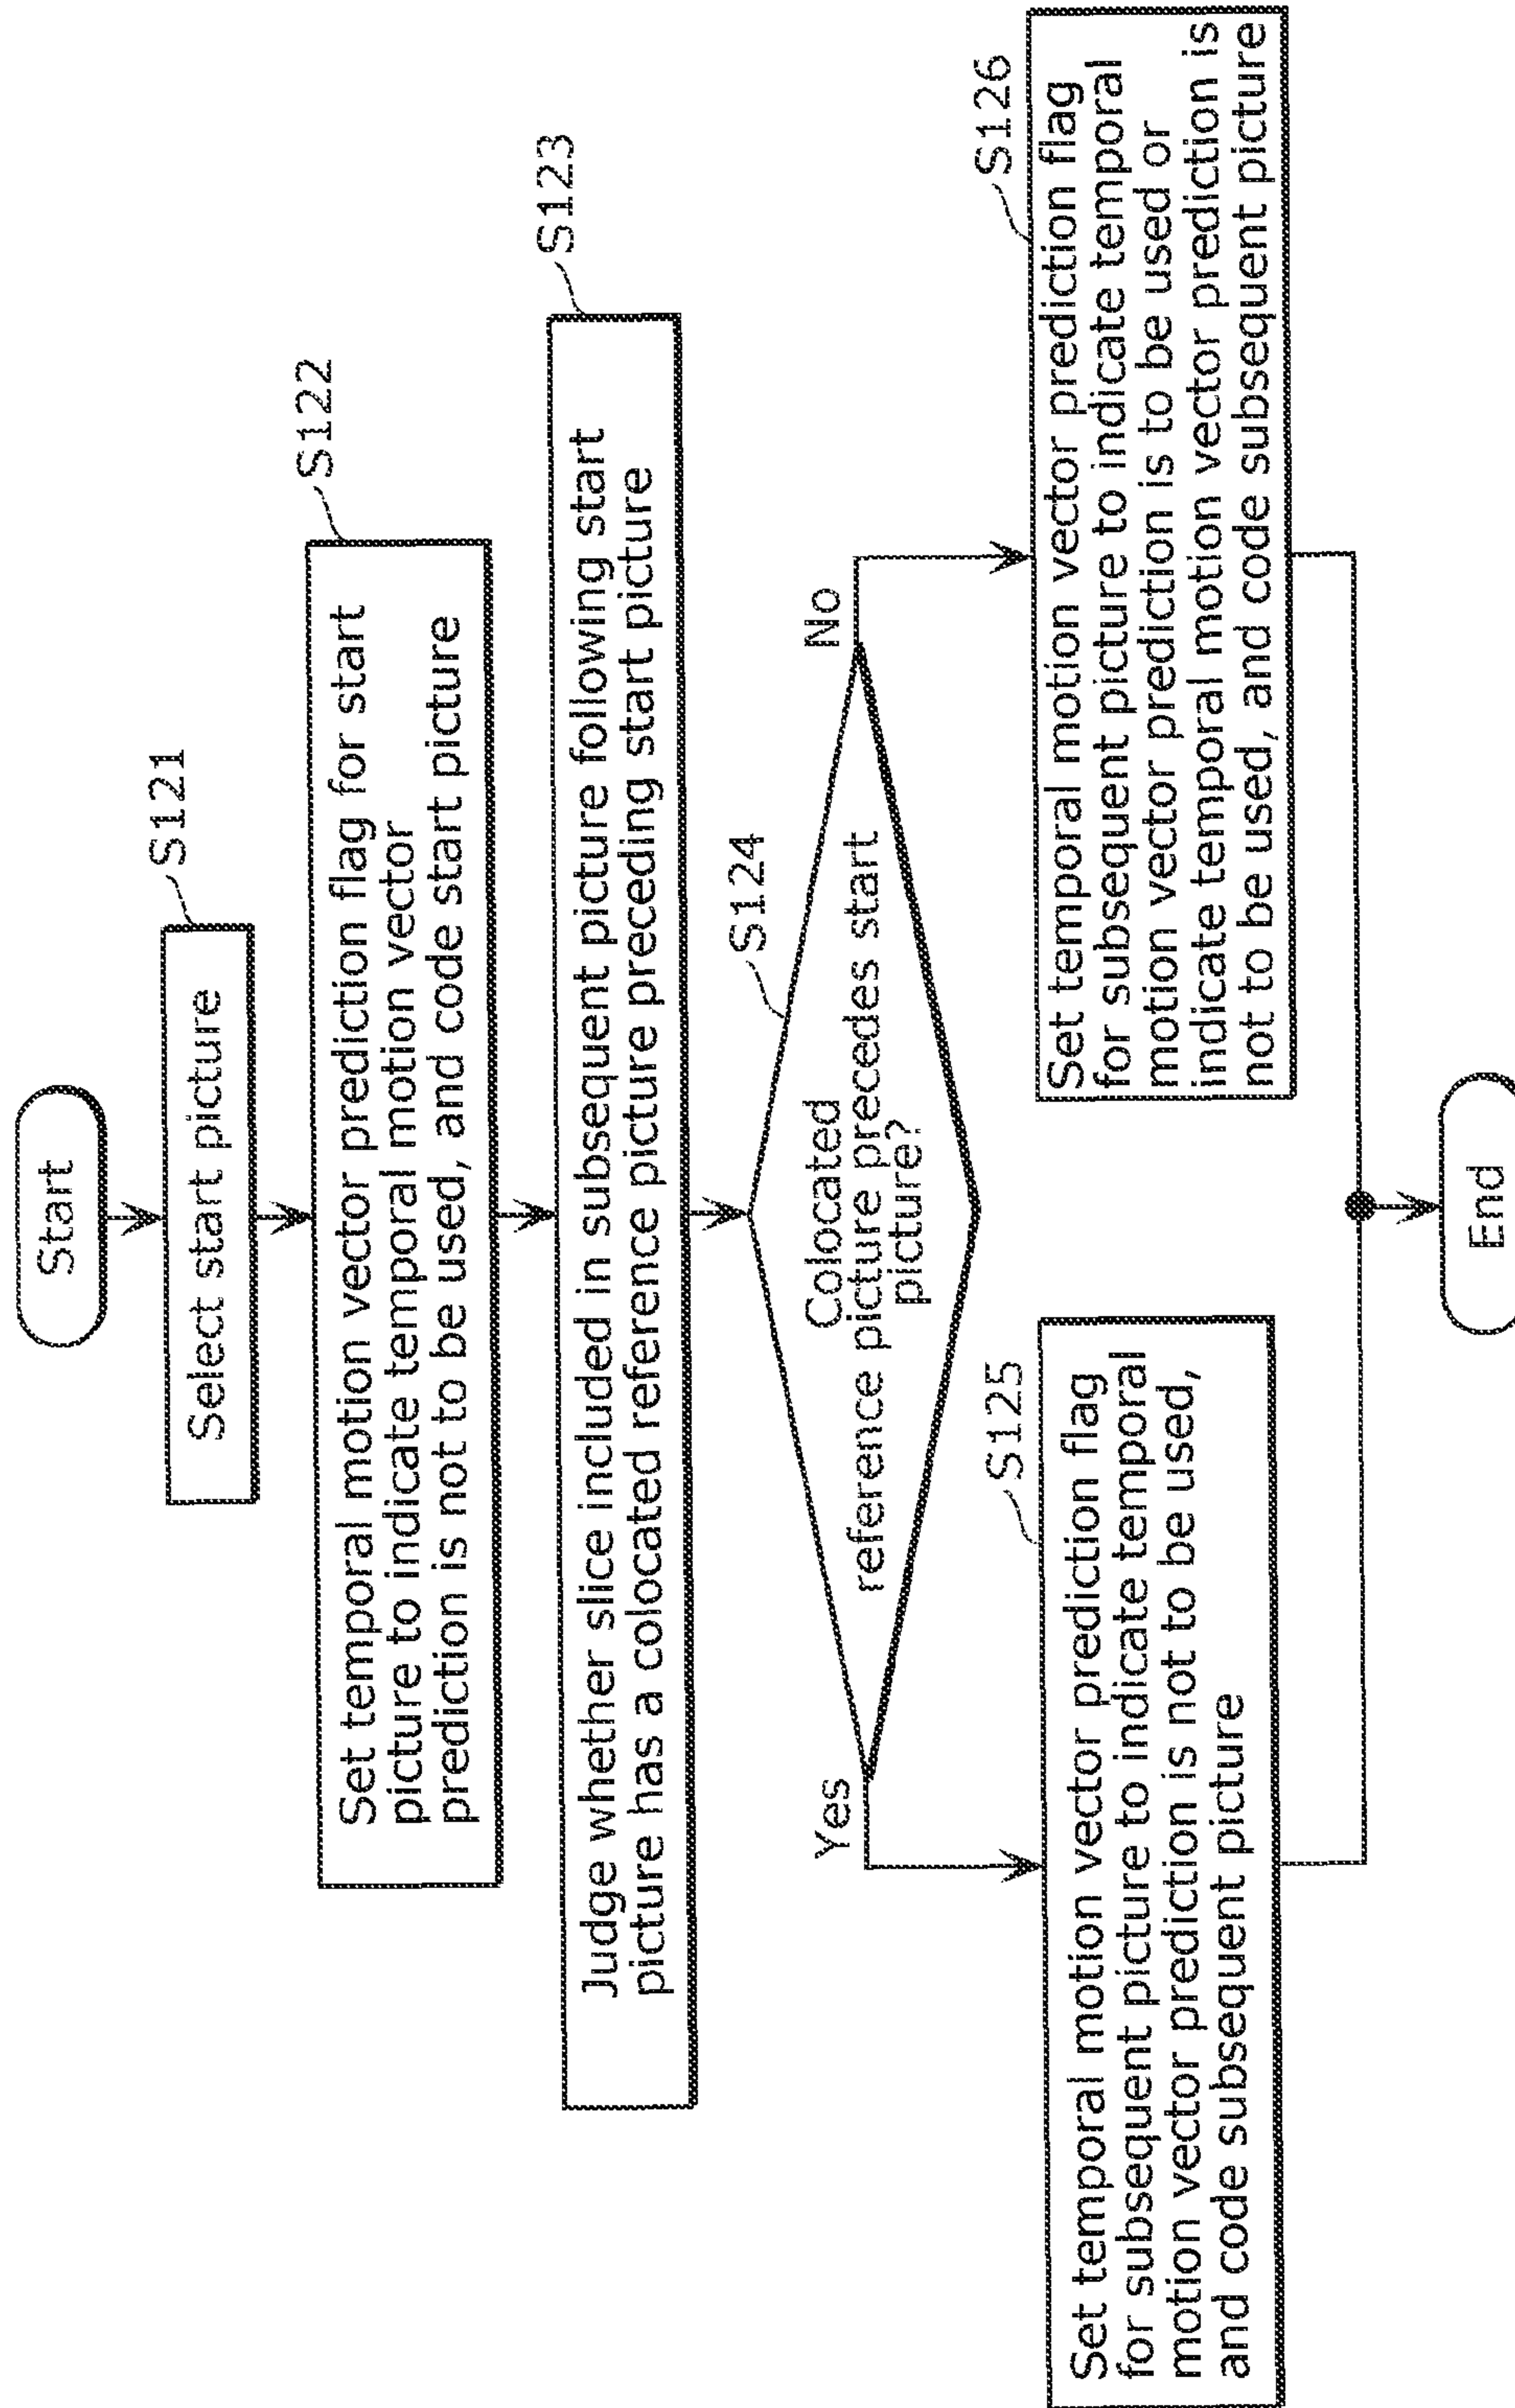 Start
S121
Select start picture
S122
Set temporal motion vector prediction flag for start
picture to indicate temporal motion vector
prediction is not to be used, and code start picture
S123
Judge whether slice included in subsequent picture following start
picture has a colocated reference picture preceding start picture
S124
Colocated
reference picture precedes start
picture?
Yes
No
S125
Set temporal motion vector prediction flag
for subsequent picture to indicate temporal
motion vector prediction is not to be used,
and code subsequent picture
S126
Set temporal motion vector prediction flag
for subsequent picture to indicate temporal
motion vector prediction is to be used or
indicate temporal motion vector prediction is
not to be used, and code subsequent picture
End